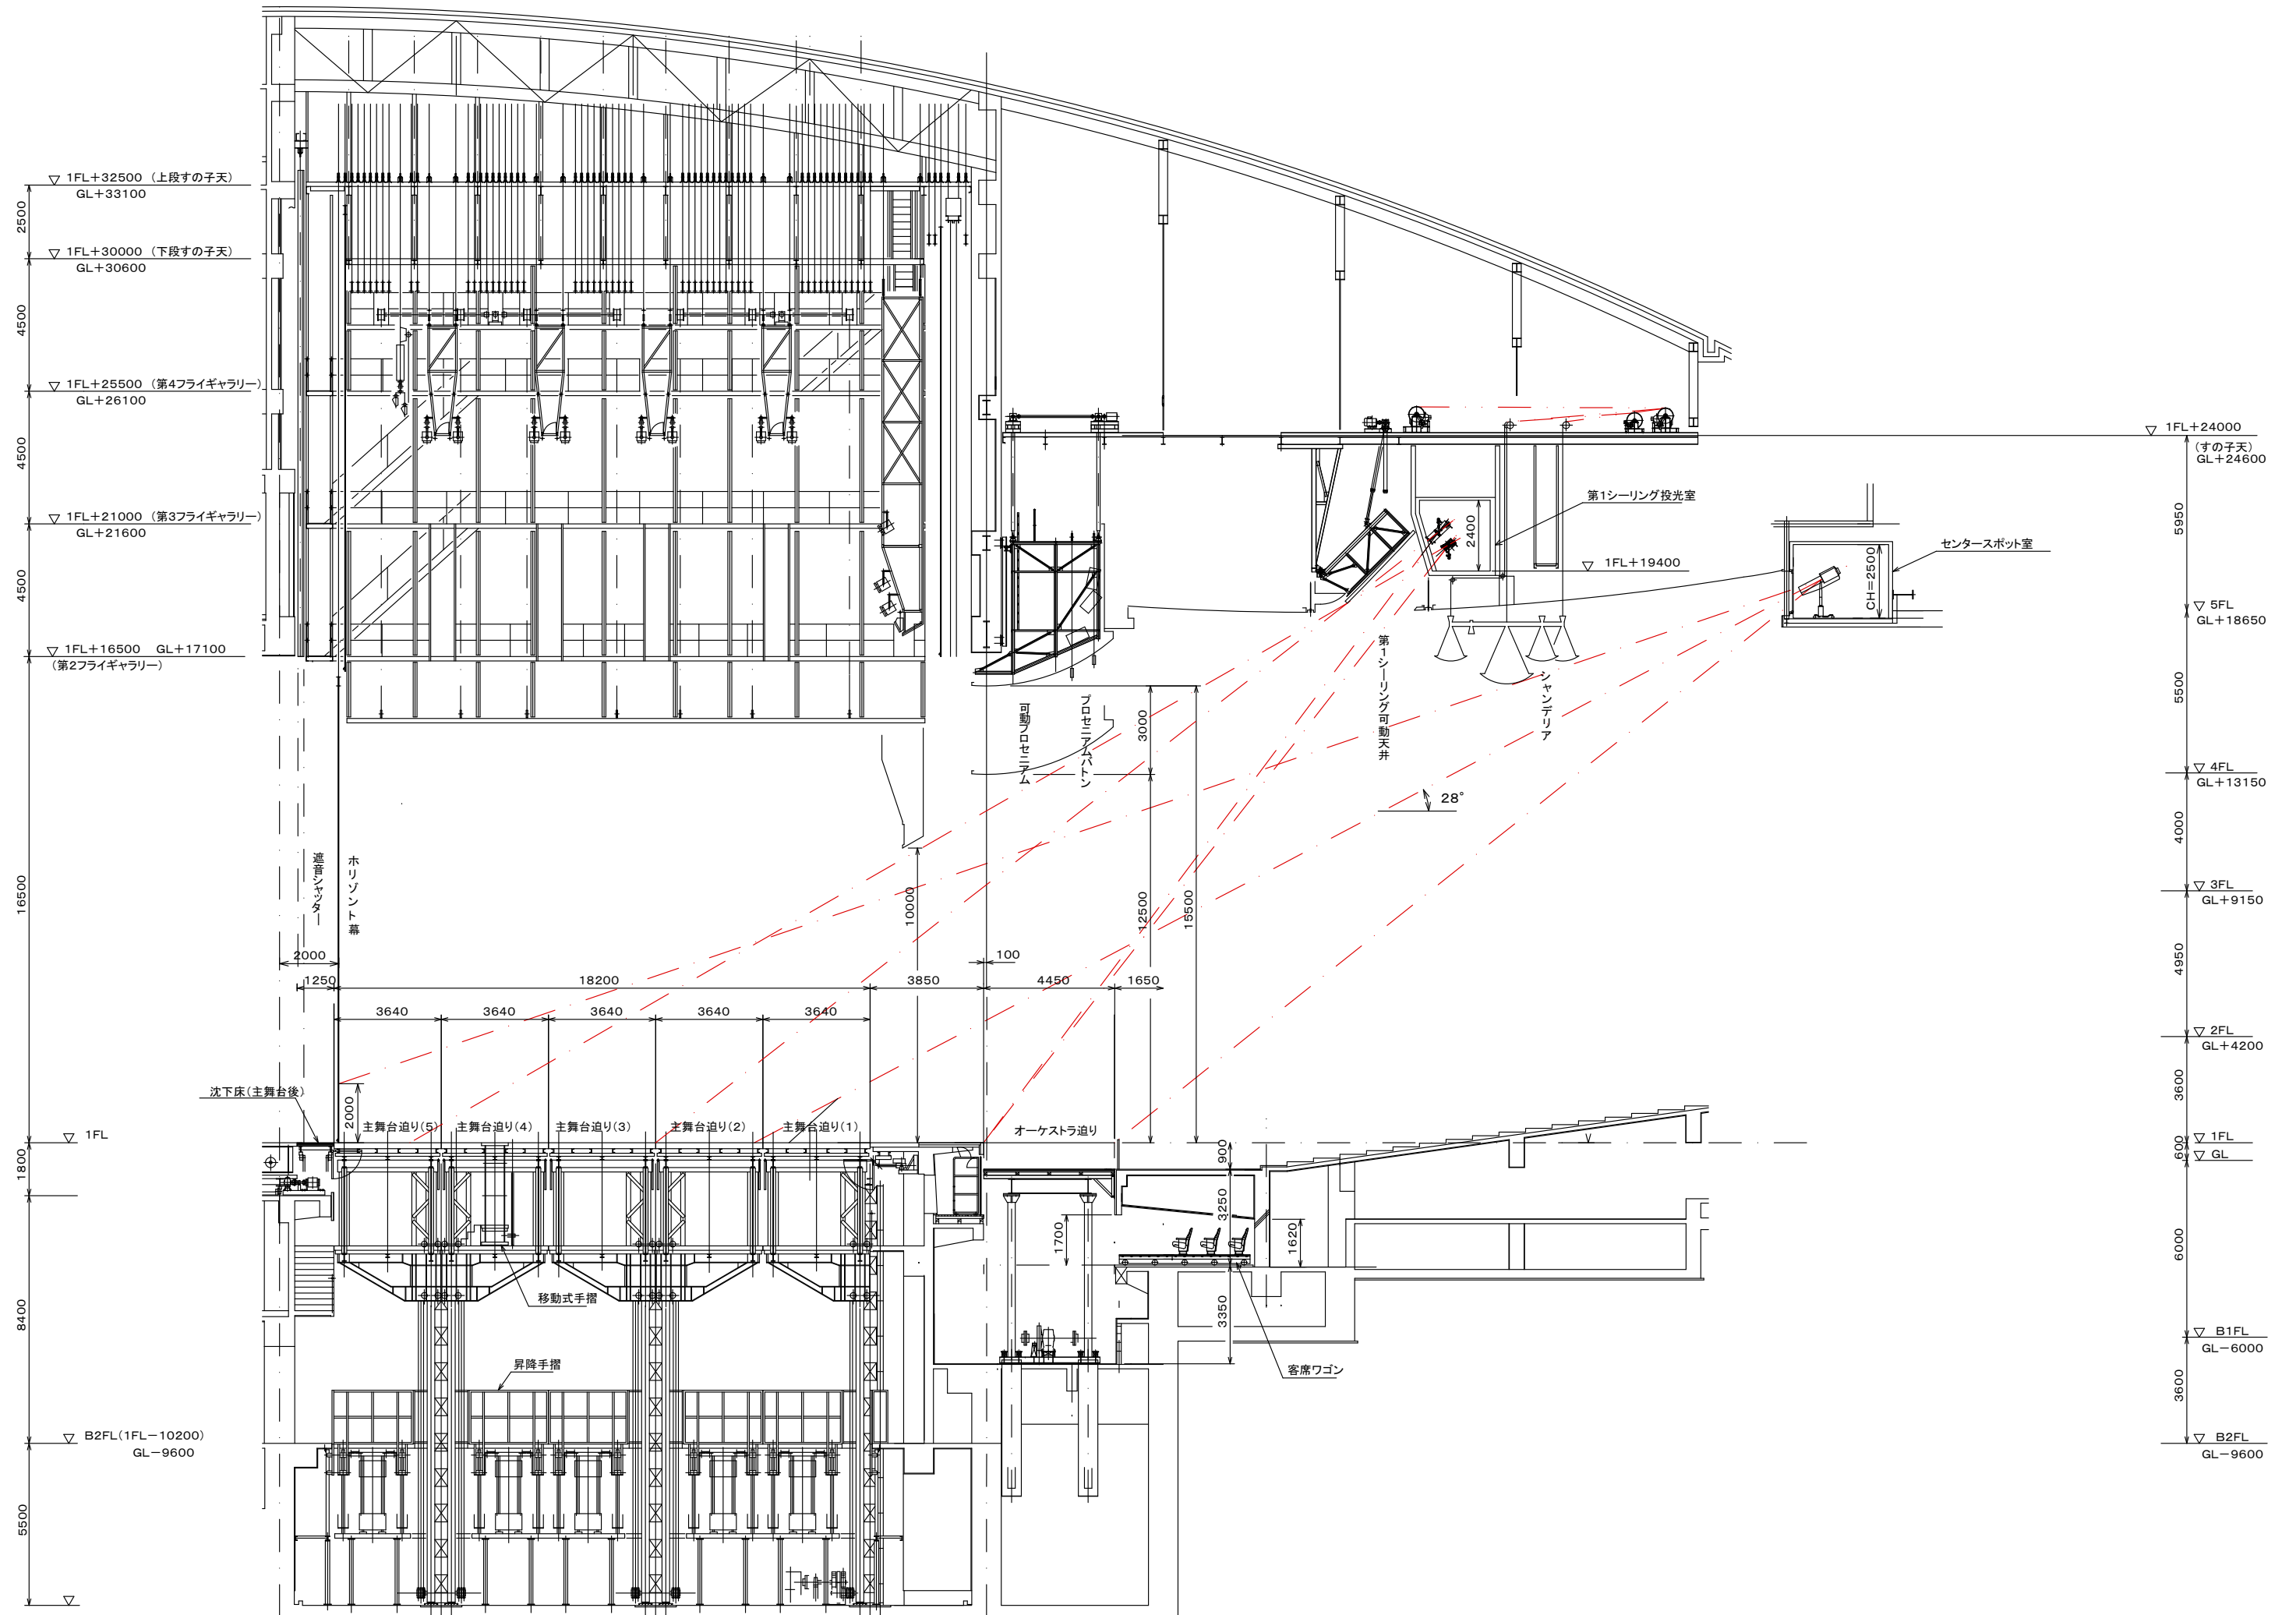 1FL+32500 (上段すの子天)
GL+33100
2500
1FL+30000 (下段すの子天)
GL+30600
4500
1FL+25500 (第4フライギャラリー)
GL+26100
4500
1FL+21000 (第3フライギャラリー)
GL+21600
4500
1FL+16500 GL+17100
(第2フライギャラリー)
16500
1FL+24000
(すの子天)
GL+24600
5950
第1シーリング投光室
2400
1FL+19400
センタースポット室
CH=2500
5FL
GL+18650
5500
第1シーリング可動天井
シャンデリア
可動プロセニアム
プロセニアムバトン
3000
4FL
GL+13150
28°
4000
遮音シャッター
ホリゾント幕
10000
12500
15500
3FL
GL+9150
4950
2000
100
1250
18200
3850
4450
1650
3640
3640
3640
3640
3640
2FL
GL+4200
3600
沈下床(主舞台後)
2000
主舞台迫り(5)
主舞台迫り(4)
主舞台迫り(3)
主舞台迫り(2)
主舞台迫り(1)
オーケストラ迫り
1FL
1FL
600
GL
900
1800
3250
1700
1620
6000
移動式手摺
8400
3350
B1FL
GL-6000
昇降手摺
客席ワゴン
3600
B2FL(1FL-10200)
GL-9600
B2FL
GL-9600
5500